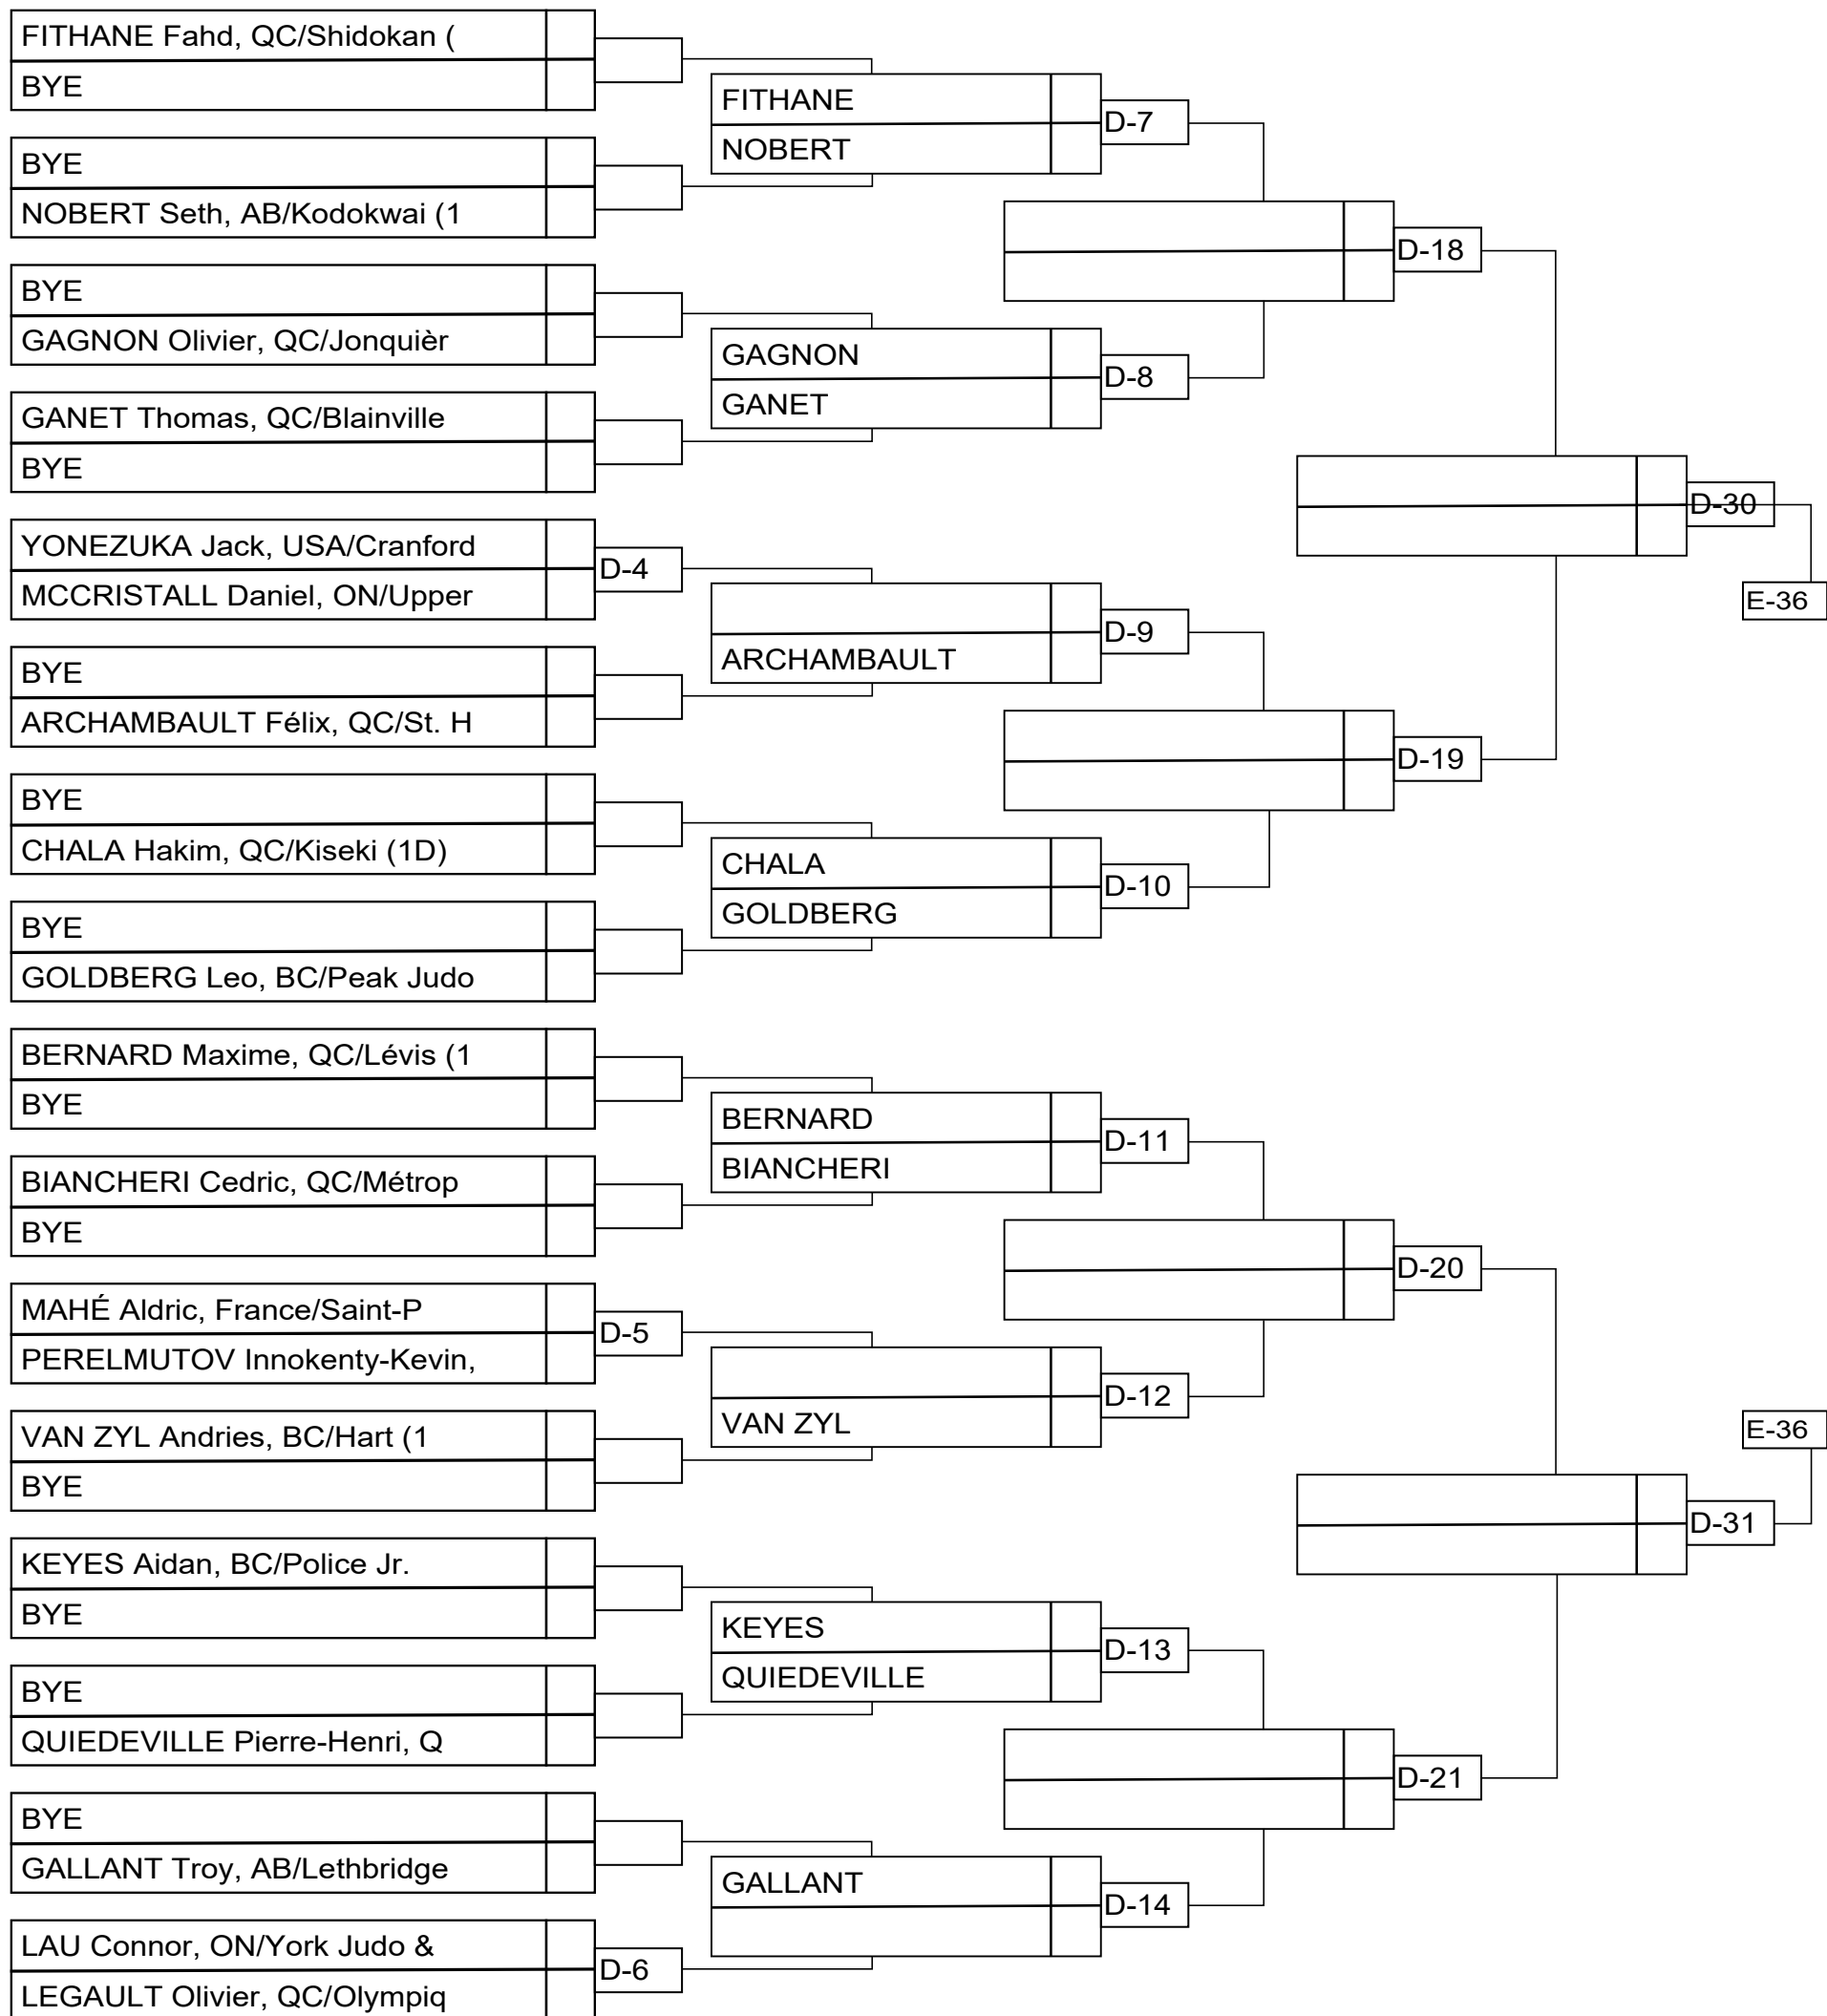 FITHANE Fahd, QC/Shidokan (
BYE
BYE
NOBERT Seth, AB/Kodokwai (1
BYE
GAGNON Olivier, QC/Jonquièr
GANET Thomas, QC/Blainville
BYE
YONEZUKA Jack, USA/Cranford
MCCRISTALL Daniel, ON/Upper
D-4
BYE
ARCHAMBAULT Félix, QC/St. H
BYE
CHALA Hakim, QC/Kiseki (1D)
BYE
GOLDBERG Leo, BC/Peak Judo
BERNARD Maxime, QC/Lévis (1
BYE
BIANCHERI Cedric, QC/Métrop
BYE
MAHÉ Aldric, France/Saint-P
PERELMUTOV Innokenty-Kevin,
D-5
VAN ZYL Andries, BC/Hart (1
BYE
KEYES Aidan, BC/Police Jr.
BYE
BYE
QUIEDEVILLE Pierre-Henri, Q
BYE
GALLANT Troy, AB/Lethbridge
LAU Connor, ON/York Judo &
LEGAULT Olivier, QC/Olympiq
D-6
FITHANE
NOBERT
D-7
GAGNON
GANET
D-8
ARCHAMBAULT
D-9
CHALA
GOLDBERG
D-10
BERNARD
BIANCHERI
D-11
VAN ZYL
D-12
KEYES
QUIEDEVILLE
D-13
GALLANT
D-14
D-18
D-19
D-20
D-21
D-30
E-36
E-36
D-31